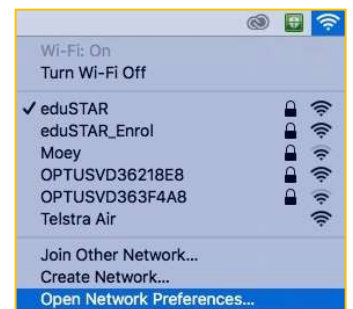 Wi-Fi: On
Turn Wi-Fi Off
eduSTAR
eduSTAR_Enrol
Moey
OPTUSVD36218E8
OPTUSVD363F4A8
Telstra Air
Join Other Network...
Create Network...
Open Network Preferences...